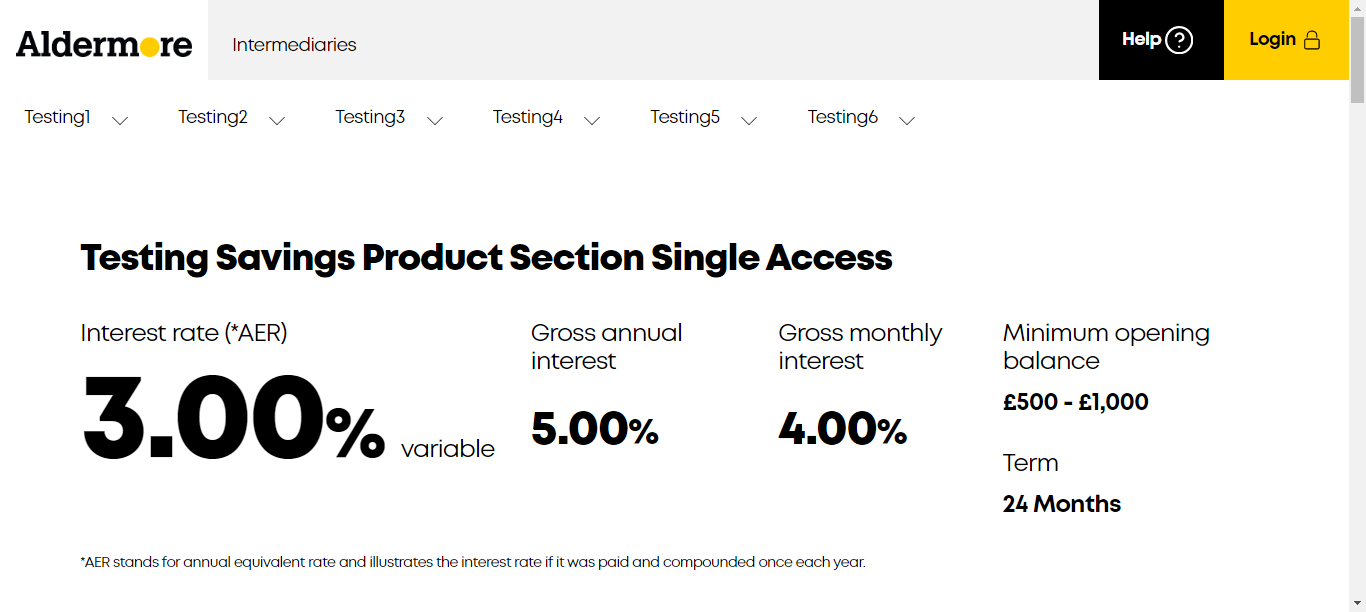 Aldermore
Intermediaries
Help ?
Login
Testing1
Testing2
Testing3
Testing4
Testing5
Testing6
Testing Savings Product Section Single Access
Interest rate (*AER)
3.00% variable
Gross annual
interest
5.00%
Gross monthly
interest
4.00%
Minimum opening
balance
£500 - £1,000
Term
24 Months
*AER stands for annual equivalent rate and illustrates the interest rate if it was paid and compounded once each year.